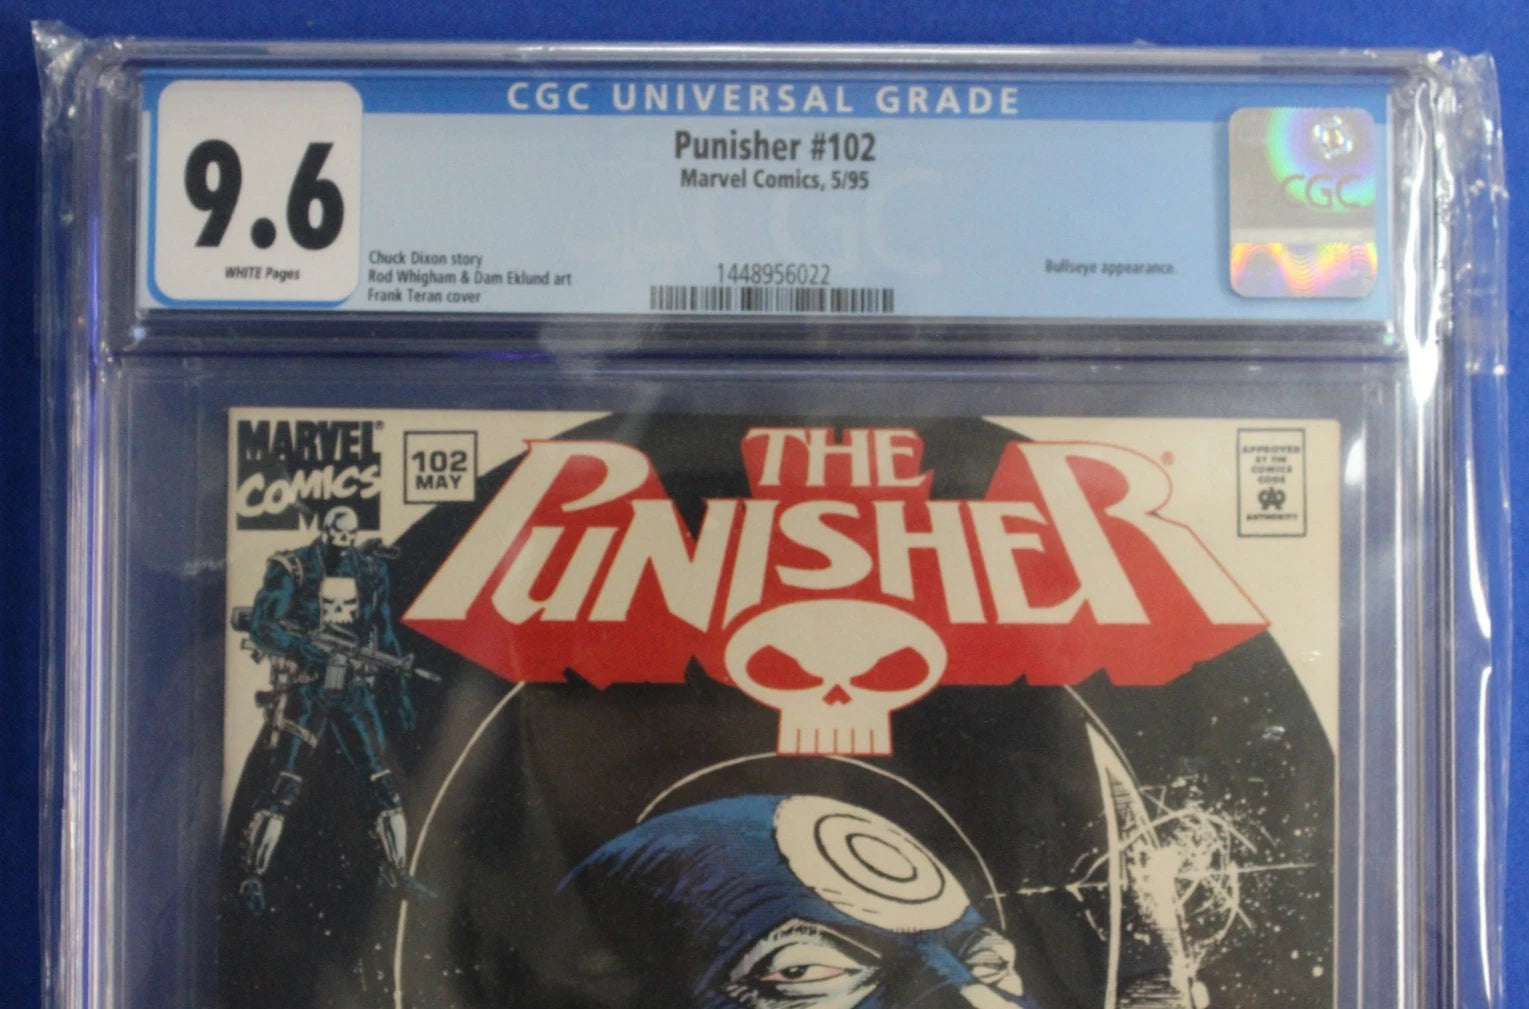 CGC UNIVERSAL GRADE
9.6
WHITE Pages
Punisher #102
Marvel Comics, 5/95
Chuck Dixon story
Rod Whigham & Dam Eklund art
Frank Teran cover
1448956022
Bullseye appearance.
CGC
CGC
MARVEL®
COMICS
102
MAY
THE
PUNISHER®
APPROVED
BY THE
COMICS
CODE
CA
AUTHORITY